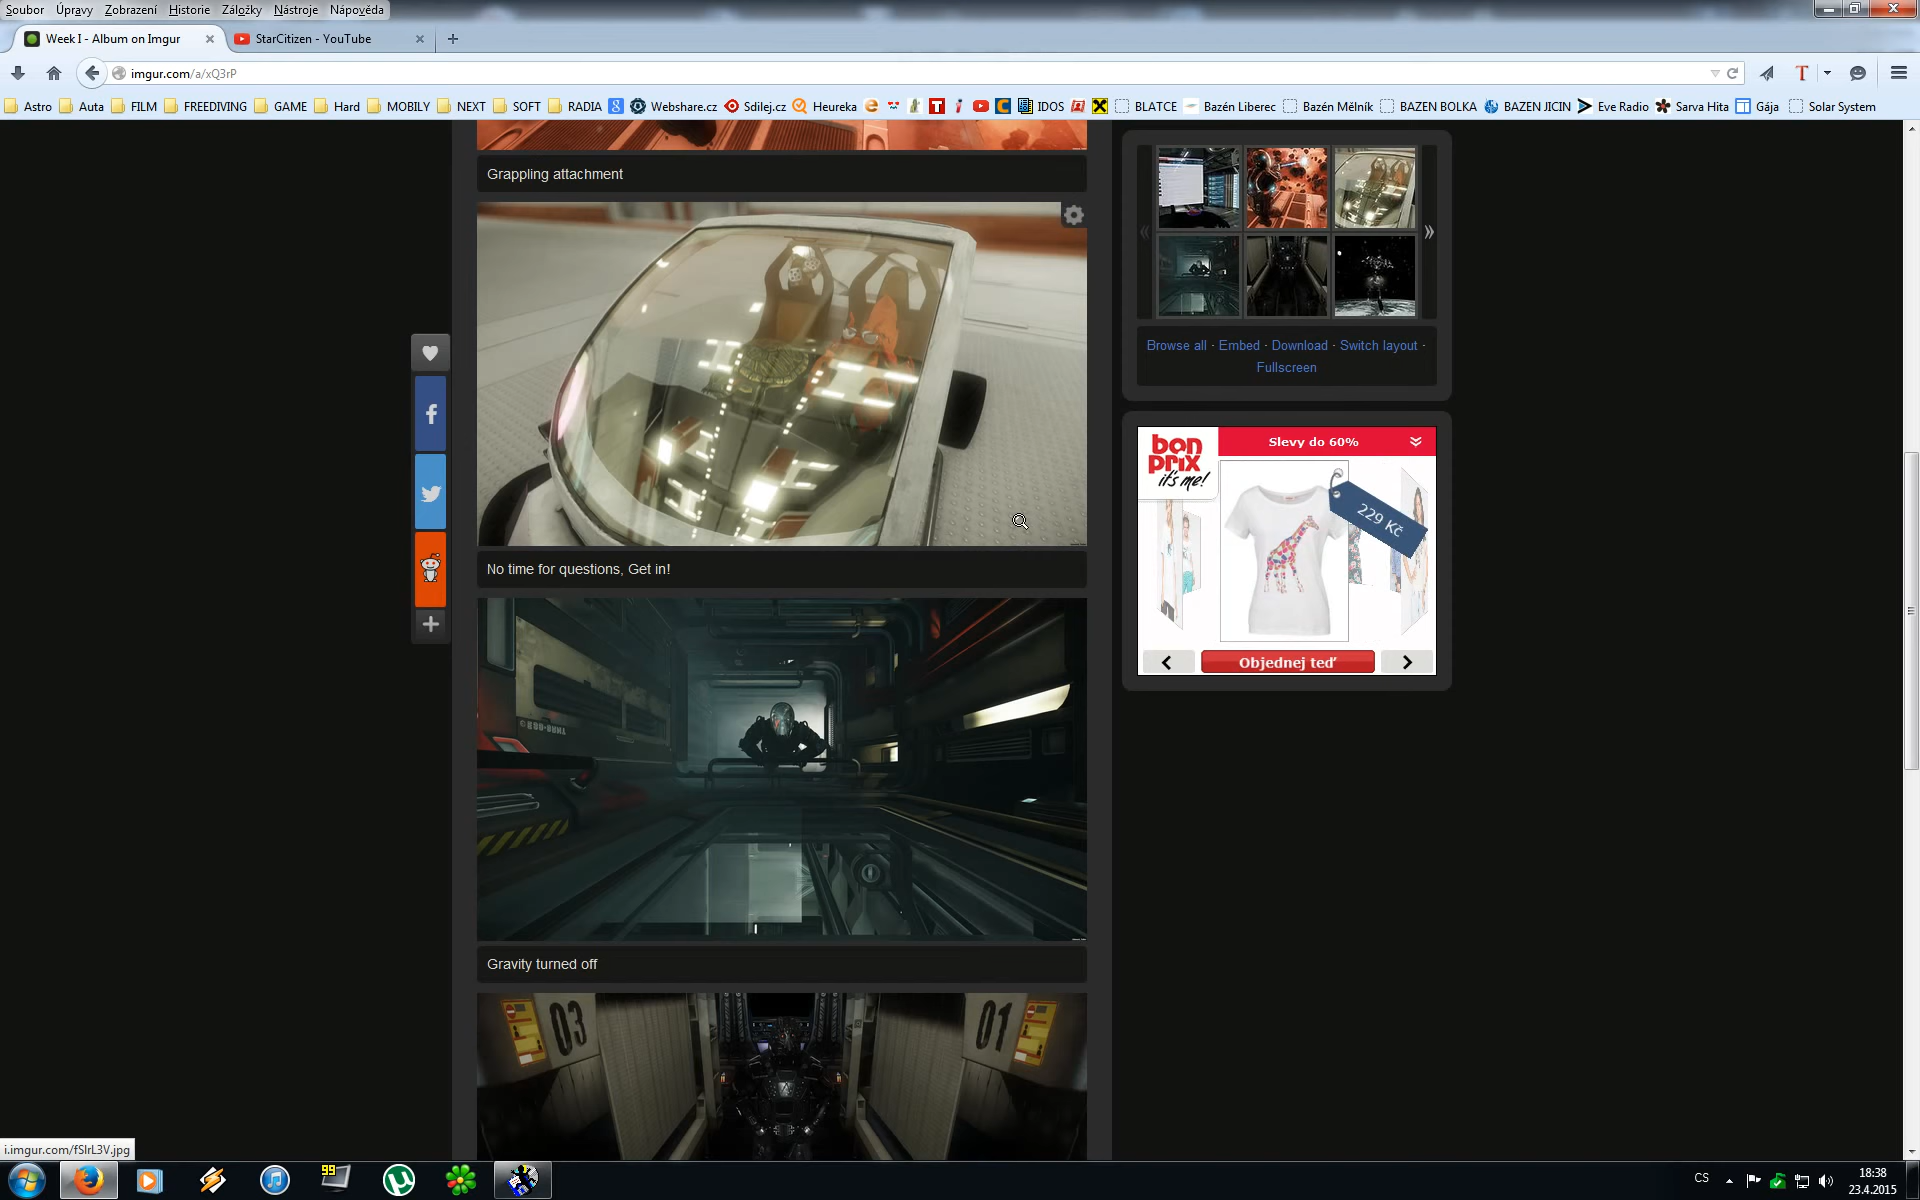 Soubor Úpravy Zobrazení Historie Záložky Nástroje Nápověda
Week I - Album on Imgur
StarCitizen - YouTube
imgur.com/a/xQ3rP
Astro Auta FILM FREEDIVING GAME Hard MOBILY NEXT SOFT RADIA Webshare.cz Sdilej.cz Heureka IDOS BLATCE Bazén Liberec Bazén Mělník BAZEN BOLKA BAZEN JICIN Eve Radio Sarva Hita Gája Solar System
Grappling attachment
No time for questions, Get in!
Gravity turned off
03
01
Browse all · Embed · Download · Switch layout ·
Fullscreen
bon
prix
it's me!
Slevy do 60%
229 Kč
Objednej teď
i.imgur.com/fSlrL3V.jpg
99
CS
18:38
23.4.2015